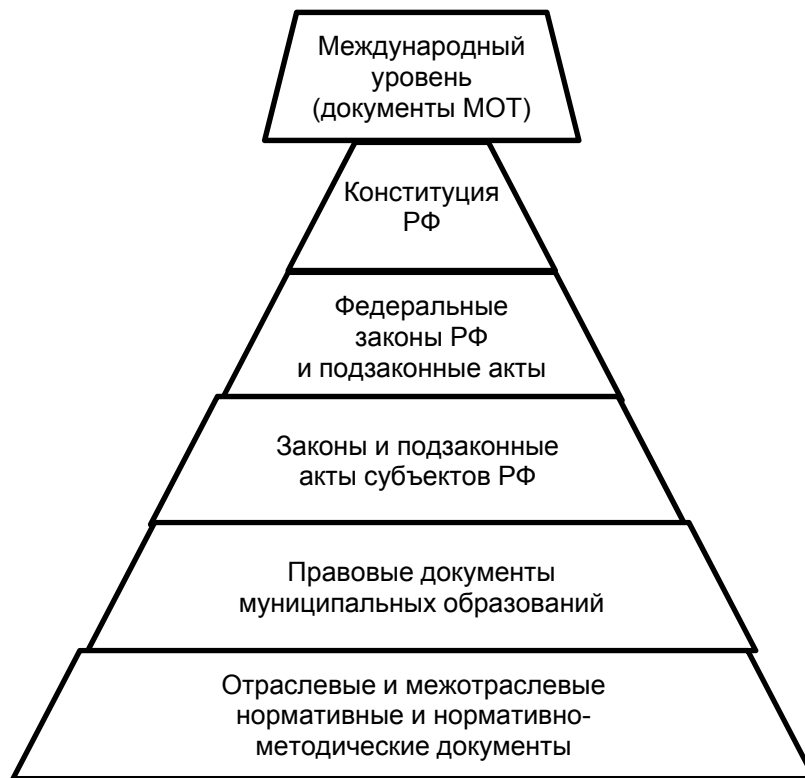 Международный
уровень
(документы МОТ)
Конституция
РФ
Федеральные
законы РФ
и подзаконные акты
Законы и подзаконные
акты субъектов РФ
Правовые документы
муниципальных образований
Отраслевые и межотраслевые
нормативные и нормативно-
методические документы